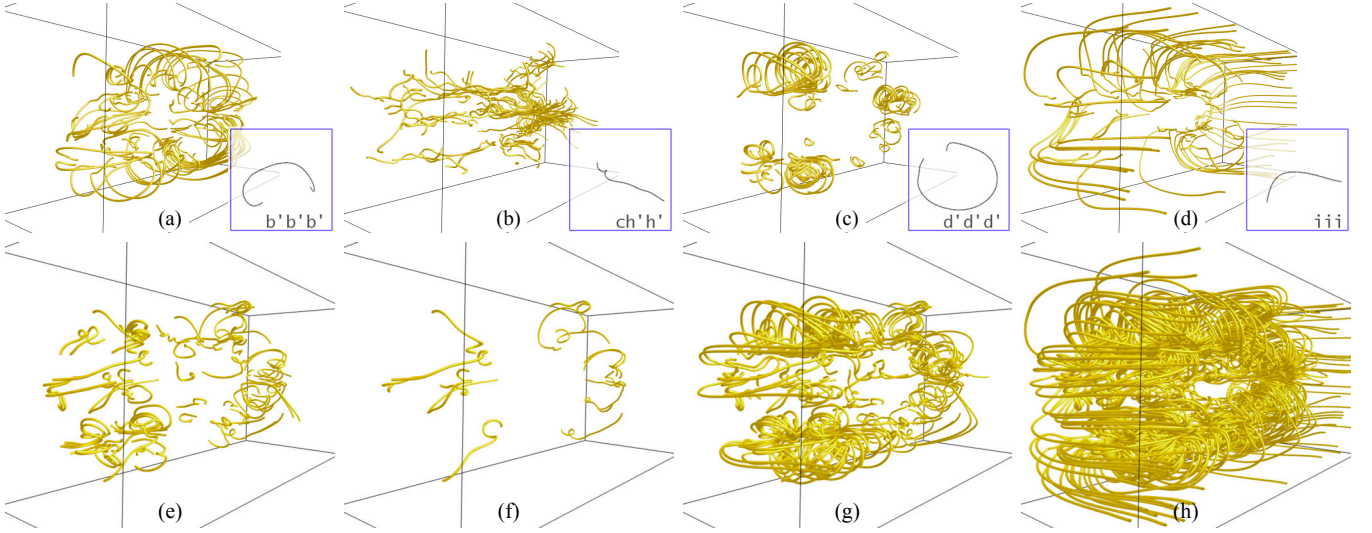 (a)
b'b'b'
(b)
ch'h'
(c)
d'd'd'
(d)
iii
(e)
(f)
(g)
(h)